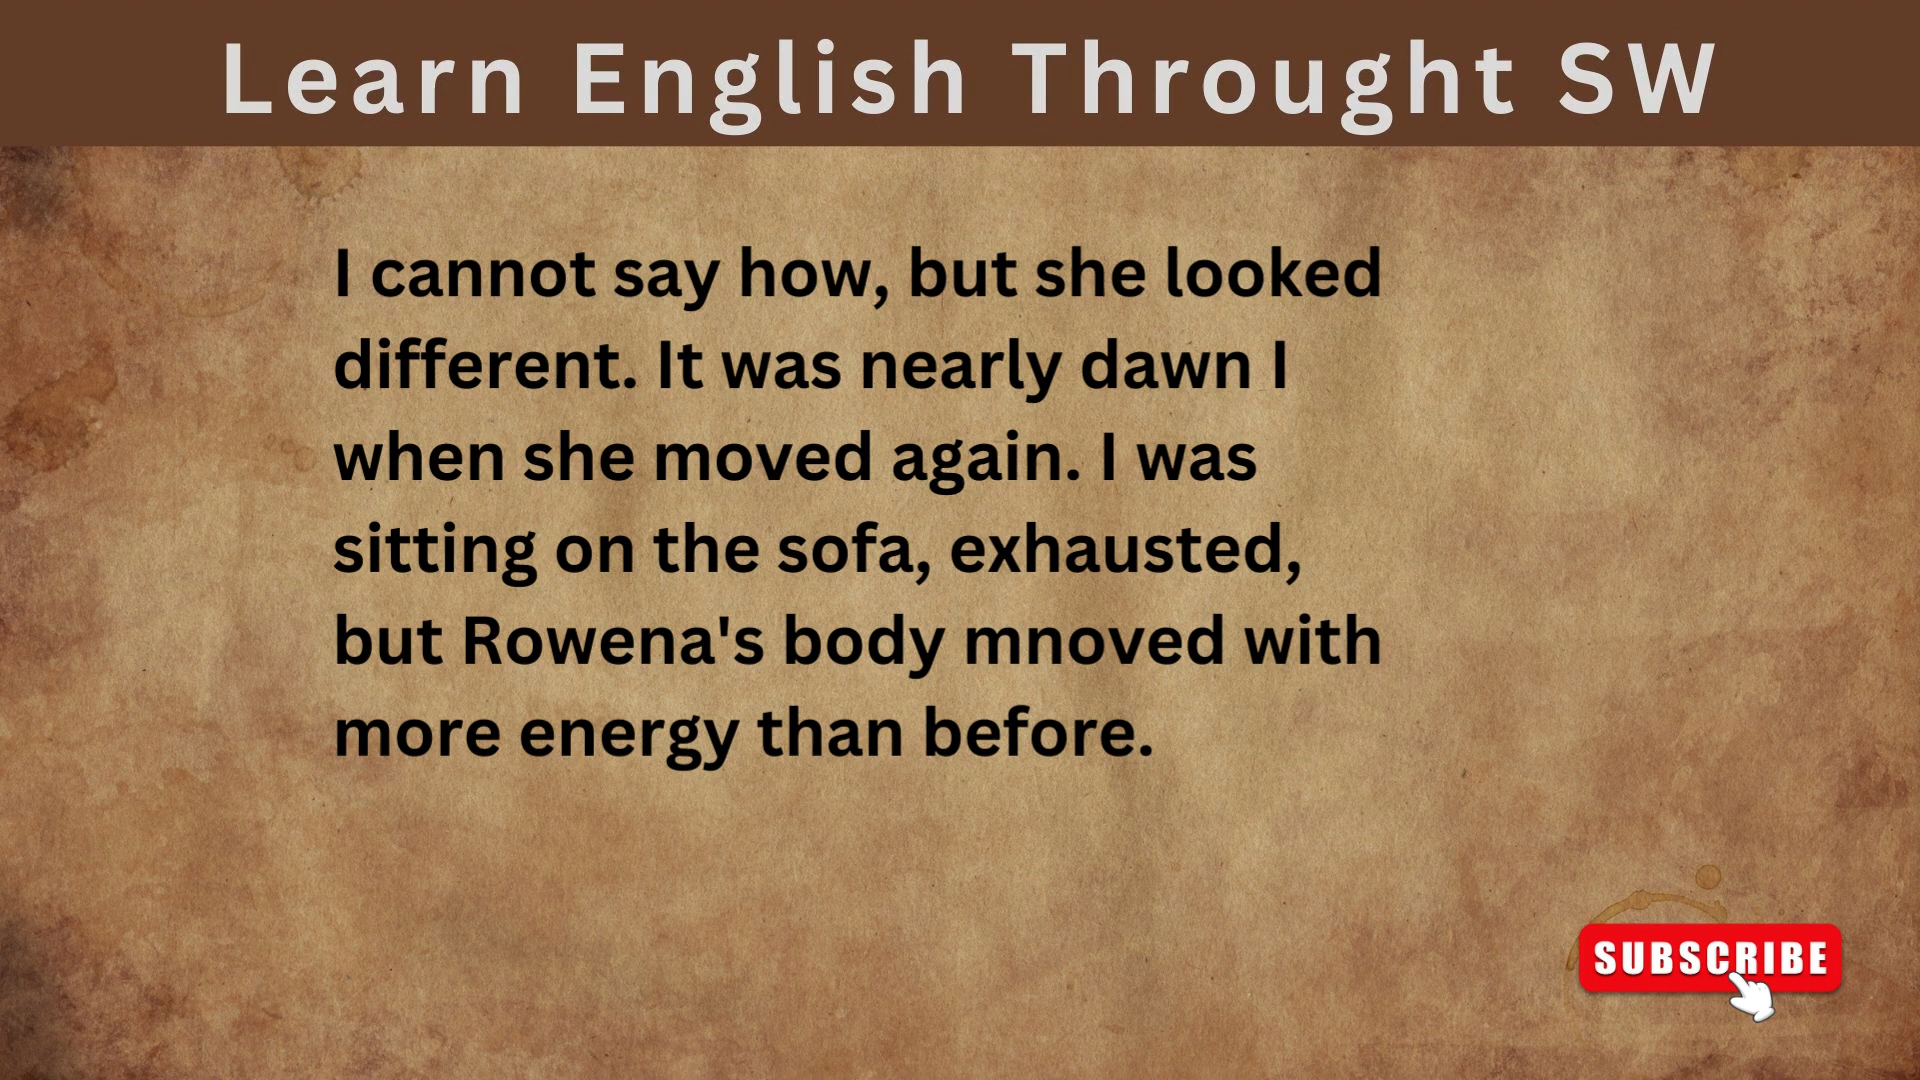 Learn English Throught SW
I cannot say how, but she looked
different. It was nearly dawn I
when she moved again. I was
sitting on the sofa, exhausted,
but Rowena's body mnoved with
more energy than before.
SUBSCRIBE